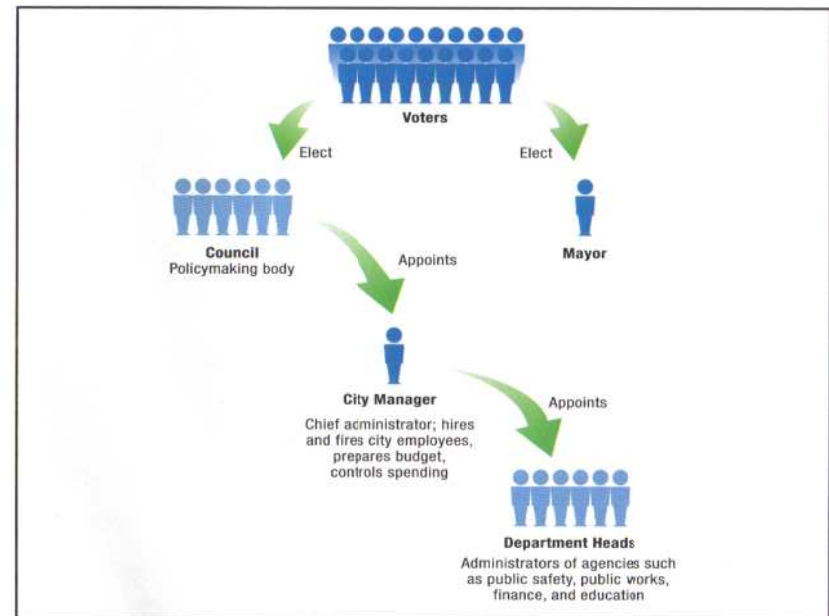 Voters
Elect
Elect
Council
Policymaking body
Mayor
Appoints
City Manager
Chief administrator; hires
and fires city employees,
prepares budget,
controls spending
Appoints
Department Heads
Administrators of agencies such
as public safety, public works,
finance, and education